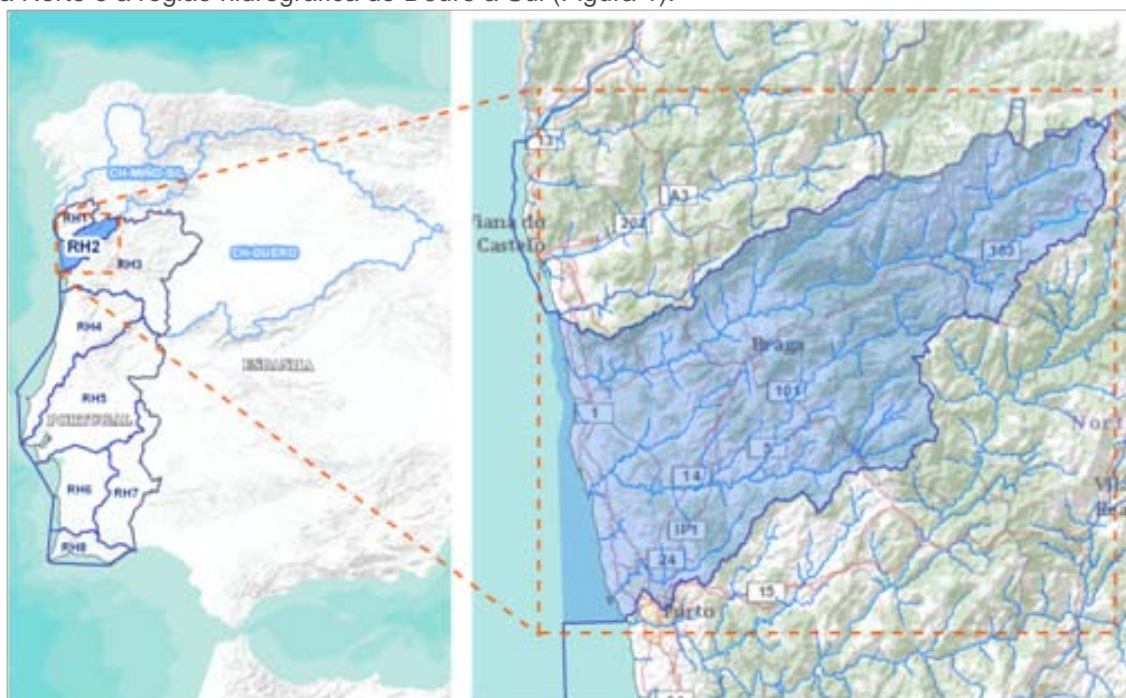 a Norte e a região hidrográfica do Douro a Sul (Figura 1).
CH-MIÑO-SIL
RH1
RH2
RH3
CH-DUERO
RH4
ESPANHA
RH5
PORTUGAL
RH6
RH7
RH8
13
A3
202
Viana do
Castelo
103
Braga
1
101
Nort
5
14
Vila
Rea
IP1
24
15
Porto